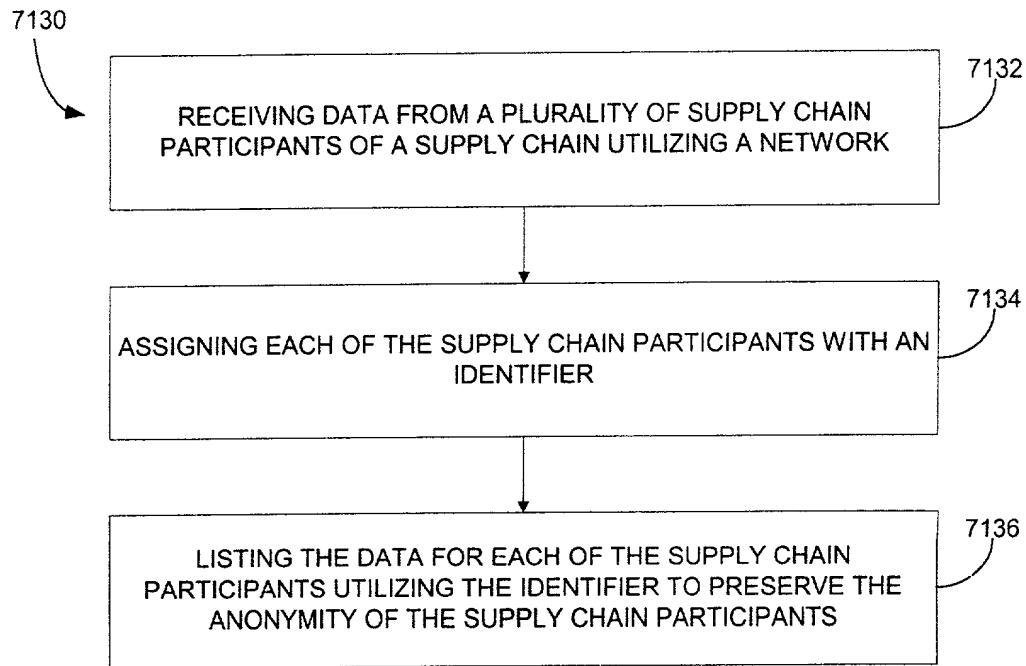 7130
7132
RECEIVING DATA FROM A PLURALITY OF SUPPLY CHAIN
PARTICIPANTS OF A SUPPLY CHAIN UTILIZING A NETWORK
7134
ASSIGNING EACH OF THE SUPPLY CHAIN PARTICIPANTS WITH AN
IDENTIFIER
7136
LISTING THE DATA FOR EACH OF THE SUPPLY CHAIN
PARTICIPANTS UTILIZING THE IDENTIFIER TO PRESERVE THE
ANONYMITY OF THE SUPPLY CHAIN PARTICIPANTS